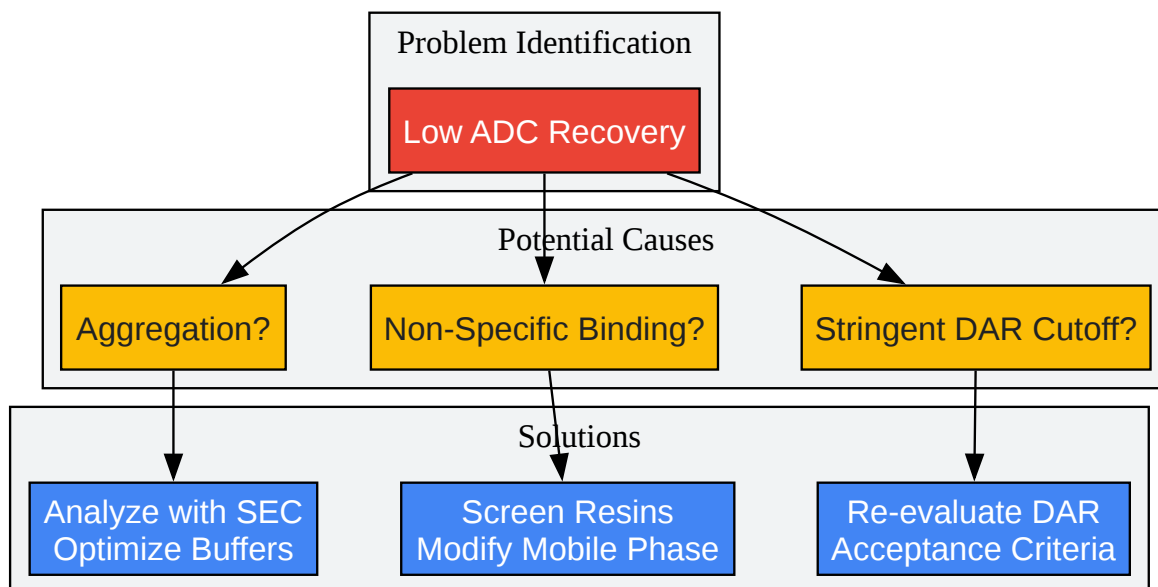 Problem Identification
Low ADC Recovery
Potential Causes
Aggregation?
Non-Specific Binding?
Stringent DAR Cutoff?
Solutions
Analyze with SEC
Optimize Buffers
Screen Resins
Modify Mobile Phase
Re-evaluate DAR
Acceptance Criteria